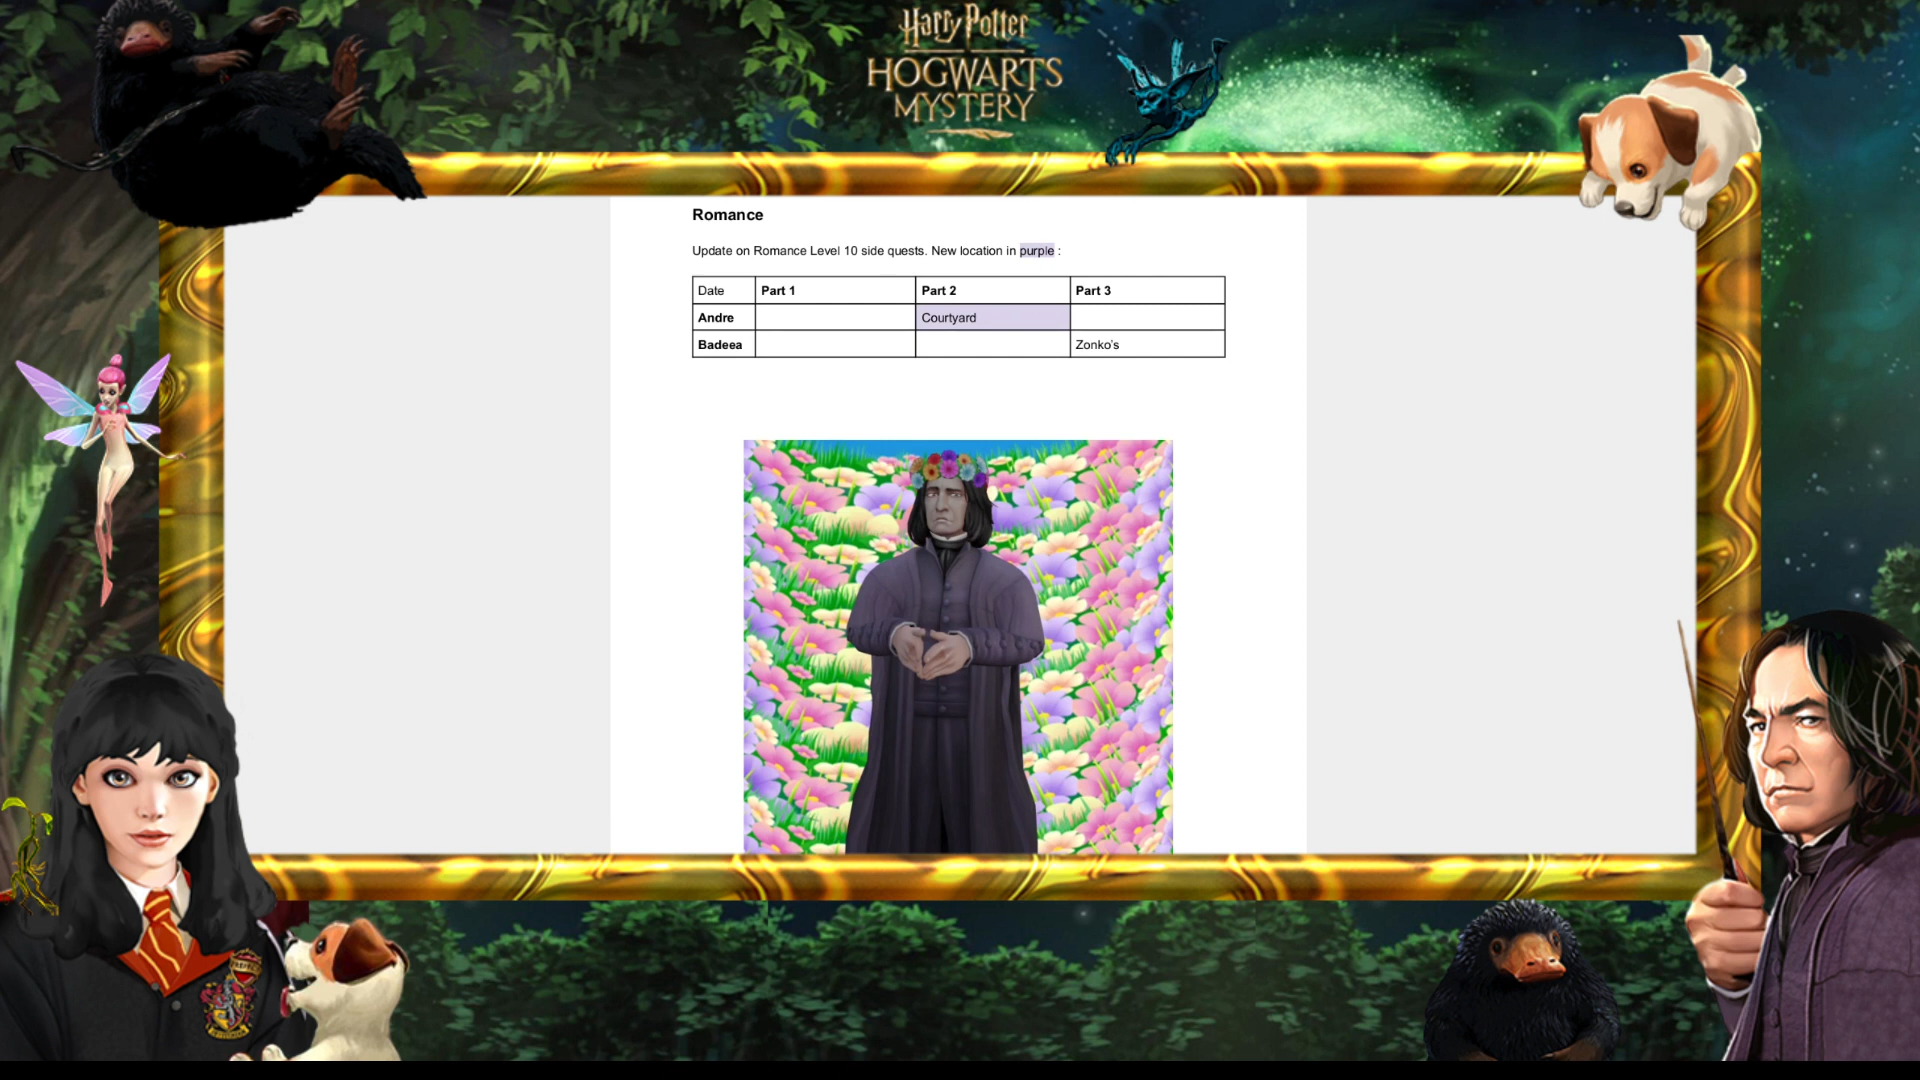 Harry Potter
HOGWARTS
MYSTERY
Romance
Update on Romance Level 10 side quests. New location in purple :
Date Part 1 Part 2 Part 3
Andre Courtyard
Badeea Zonko's